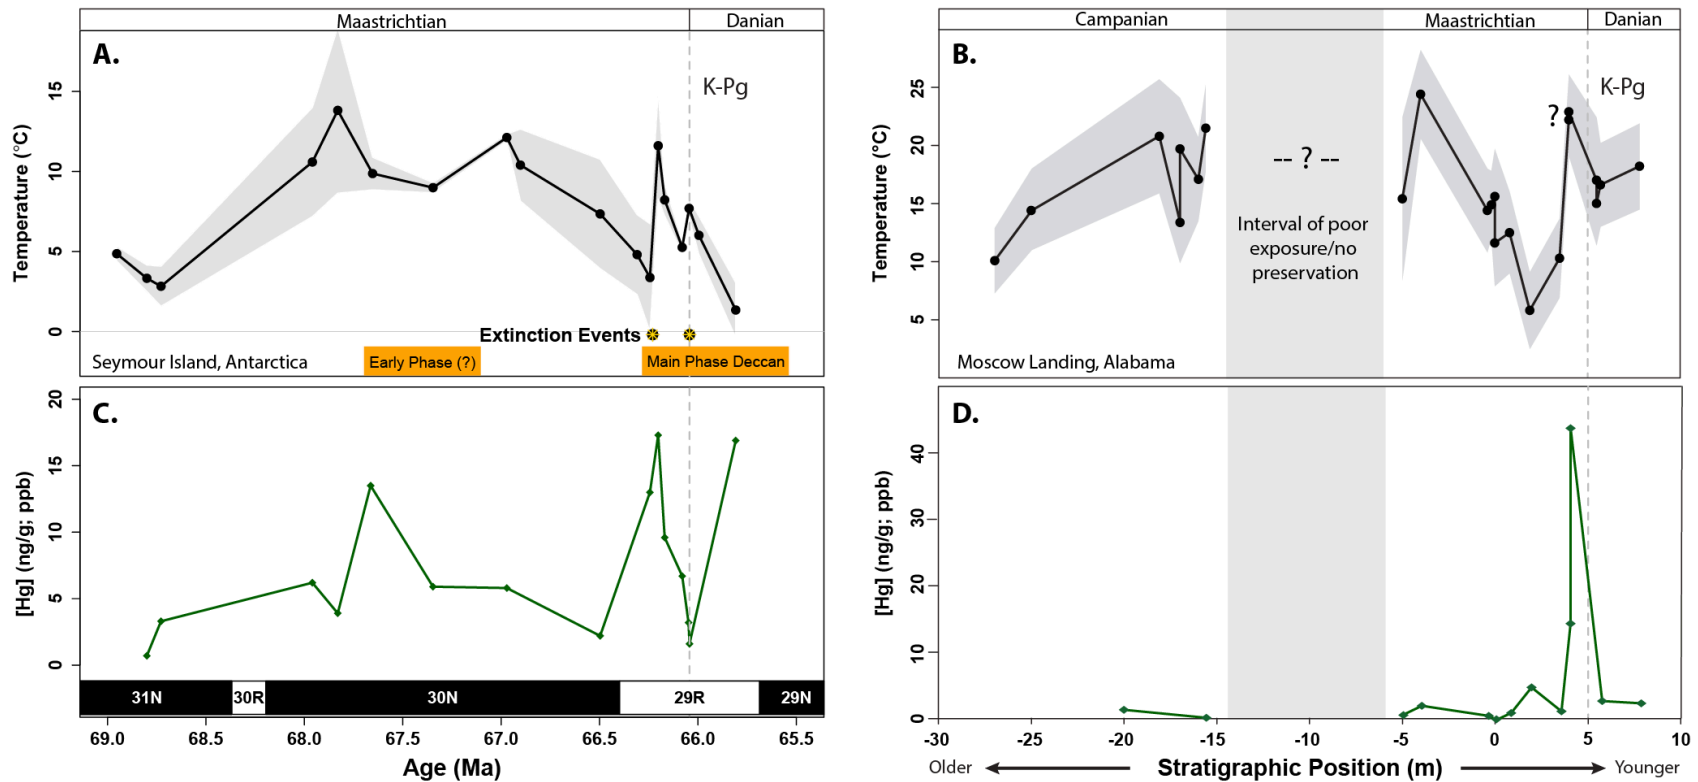 Maastrichtian Danian
A.
K-Pg
Temperature (°C)
15
10
5
0
Extinction Events
Seymour Island, Antarctica
Early Phase (?)
Main Phase Deccan
C.
[Hg] (ng/g; ppb)
20
15
10
5
0
31N 30R 30N 29R 29N
69.0 68.5 68.0 67.5 67.0 66.5 66.0 65.5
Age (Ma)
Campanian Maastrichtian Danian
B.
K-Pg
?
Temperature (°C)
25
20
15
10
5
-- ? --
Interval of poor
exposure/no
preservation
Moscow Landing, Alabama
D.
[Hg] (ng/g; ppb)
40
30
20
10
0
-30 -25 -20 -15 -10 -5 0 5 10
Older Stratigraphic Position (m) Younger